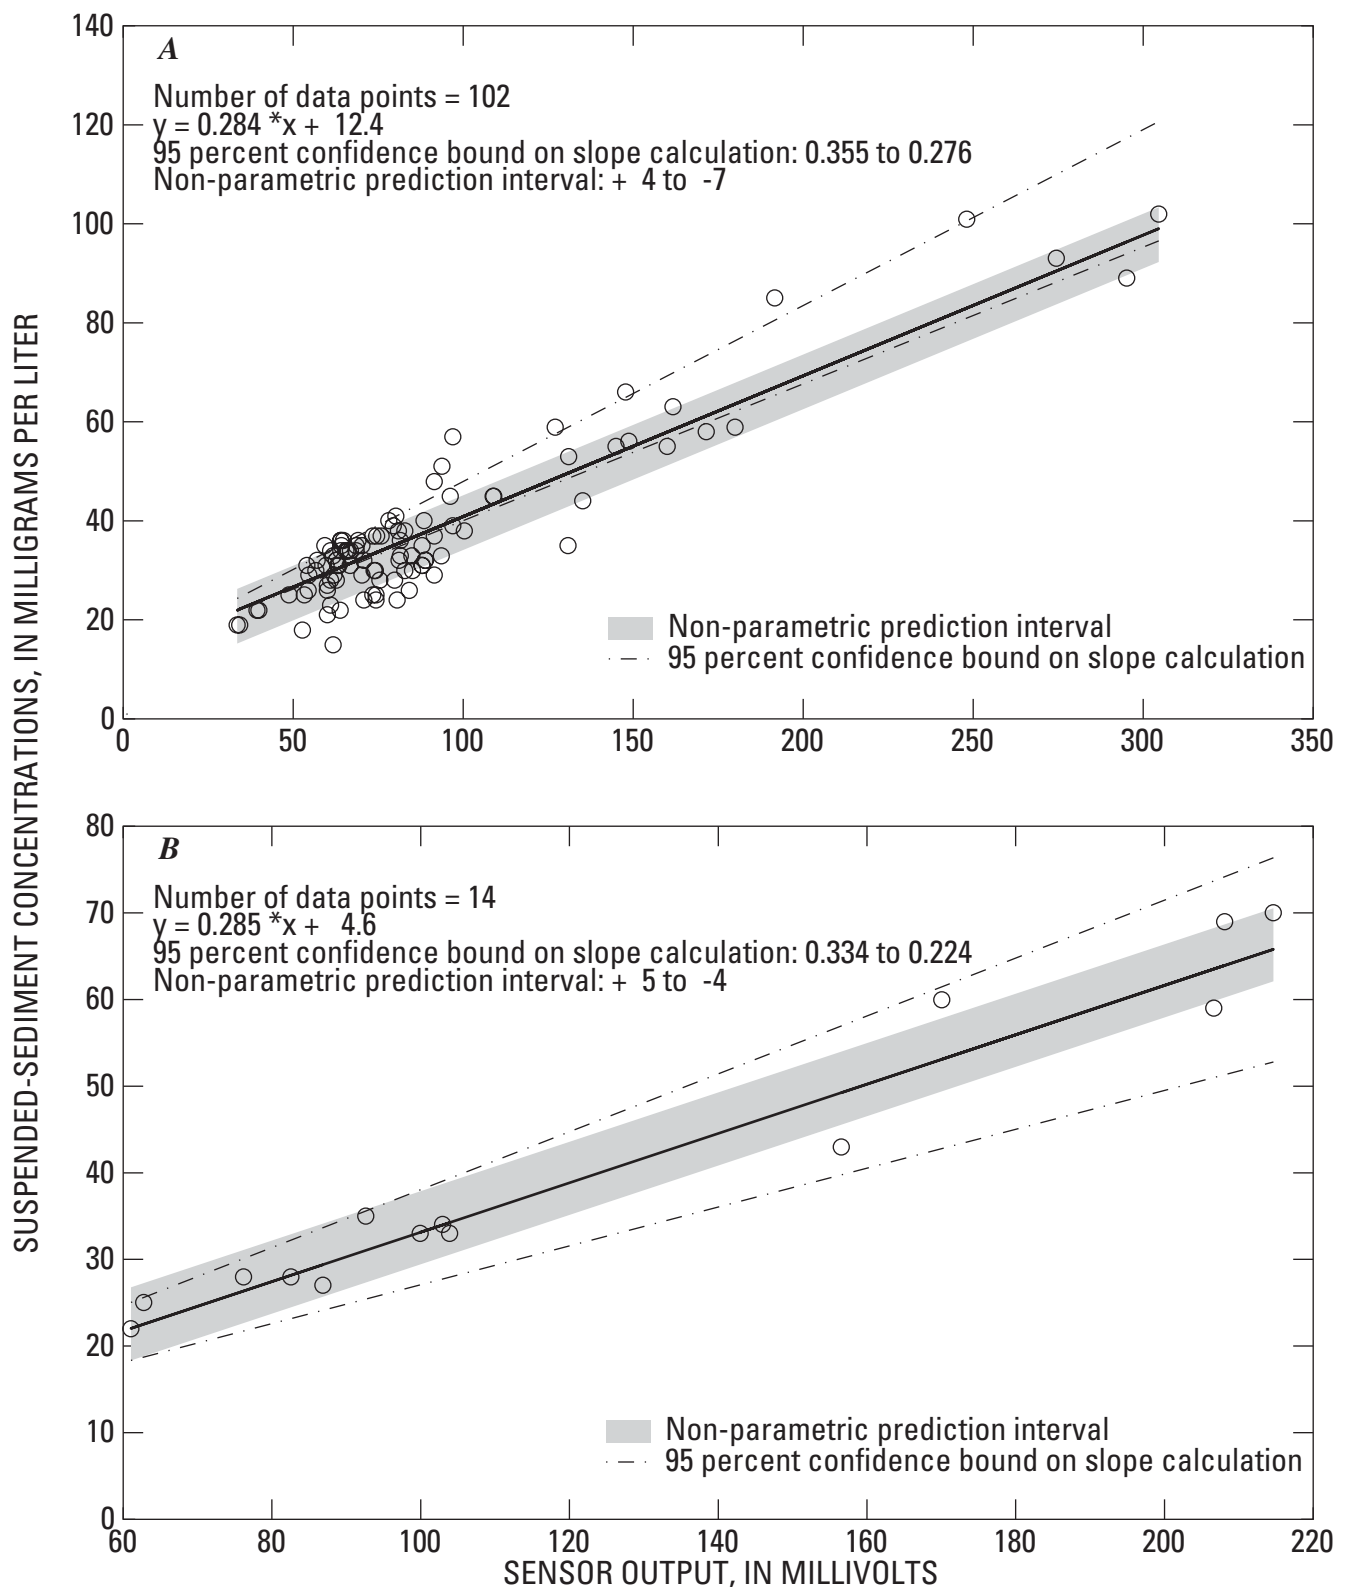 SUSPENDED-SEDIMENT CONCENTRATIONS, IN MILLIGRAMS PER LITER
A
Number of data points = 102
y = 0.284 *x + 12.4
95 percent confidence bound on slope calculation: 0.355 to 0.276
Non-parametric prediction interval: + 4 to -7
140
120
100
80
60
40
20
0
Non-parametric prediction interval
95 percent confidence bound on slope calculation
0 50 100 150 200 250 300 350
B
Number of data points = 14
y = 0.285 *x + 4.6
95 percent confidence bound on slope calculation: 0.334 to 0.224
Non-parametric prediction interval: + 5 to -4
80
70
60
50
40
30
20
10
0
Non-parametric prediction interval
95 percent confidence bound on slope calculation
60 80 100 120 140 160 180 200 220
SENSOR OUTPUT, IN MILLIVOLTS